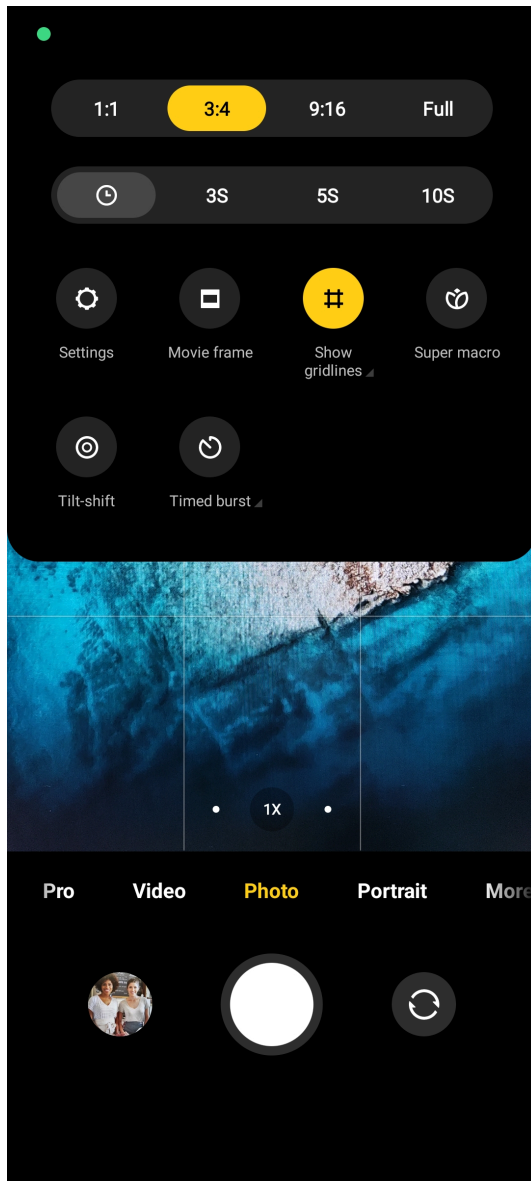 1:1 3:4 9:16 Full
3S 5S 10S
Settings Movie frame Show gridlines Super macro
Tilt-shift Timed burst
1X
Pro Video Photo Portrait More